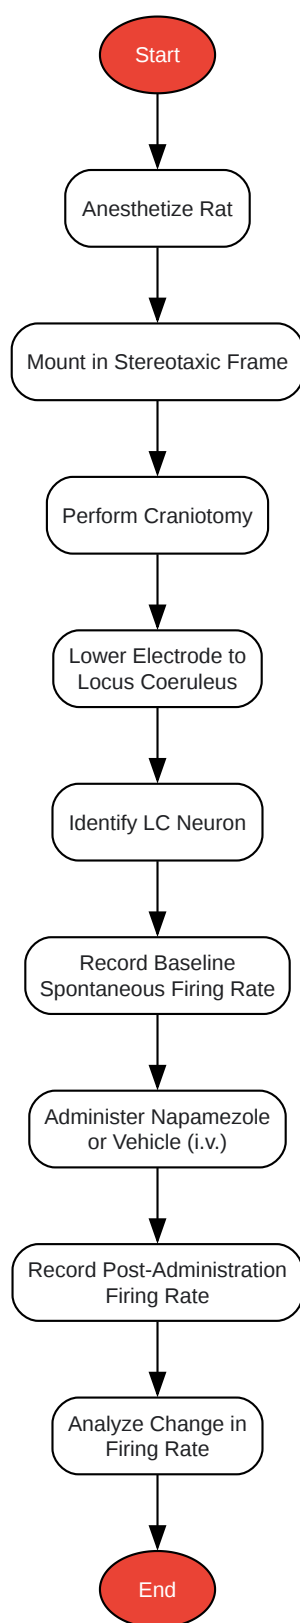 Start
Anesthetize Rat
Mount in Stereotaxic Frame
Perform Craniotomy
Lower Electrode to
Locus Coeruleus
Identify LC Neuron
Record Baseline
Spontaneous Firing Rate
Administer Napamezole
or Vehicle (i.v.)
Record Post-Administration
Firing Rate
Analyze Change in
Firing Rate
End